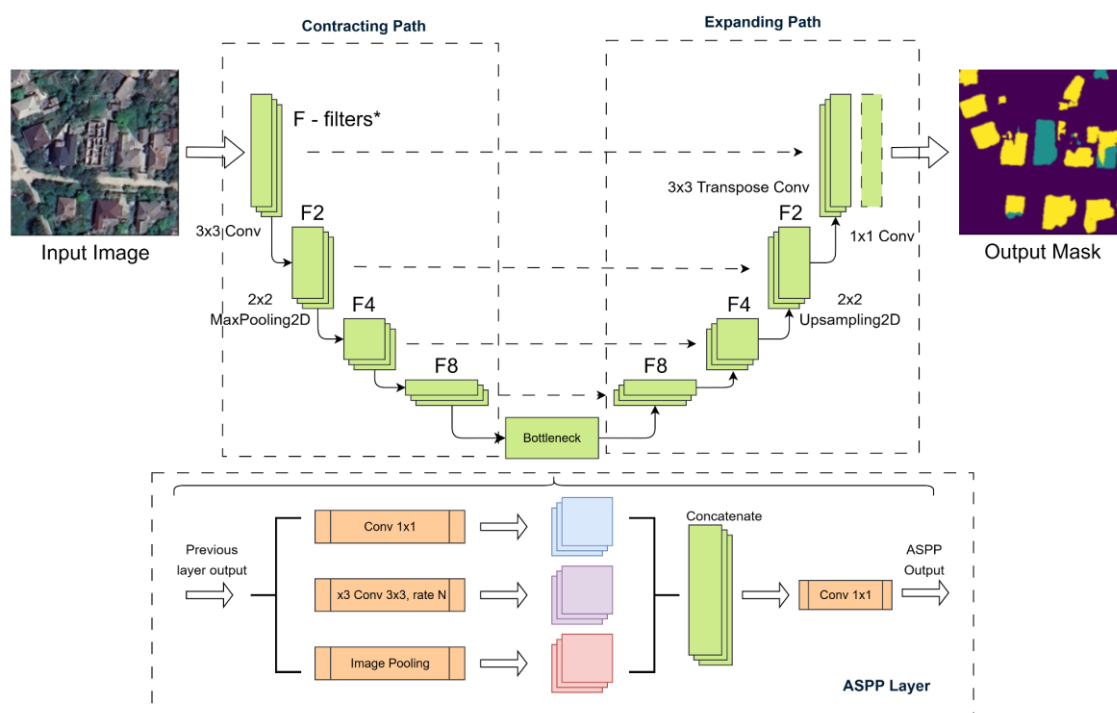 Contracting Path
Expanding Path
F - filters*
3x3 Conv
Input Image
F2
2x2
MaxPooling2D
F4
F8
Bottleneck
F8
F4
F2
2x2
Upsampling2D
3x3 Transpose Conv
1x1 Conv
Output Mask
Previous
layer output
Conv 1x1
x3 Conv 3x3, rate N
Image Pooling
Concatenate
Conv 1x1
ASPP
Output
ASPP Layer